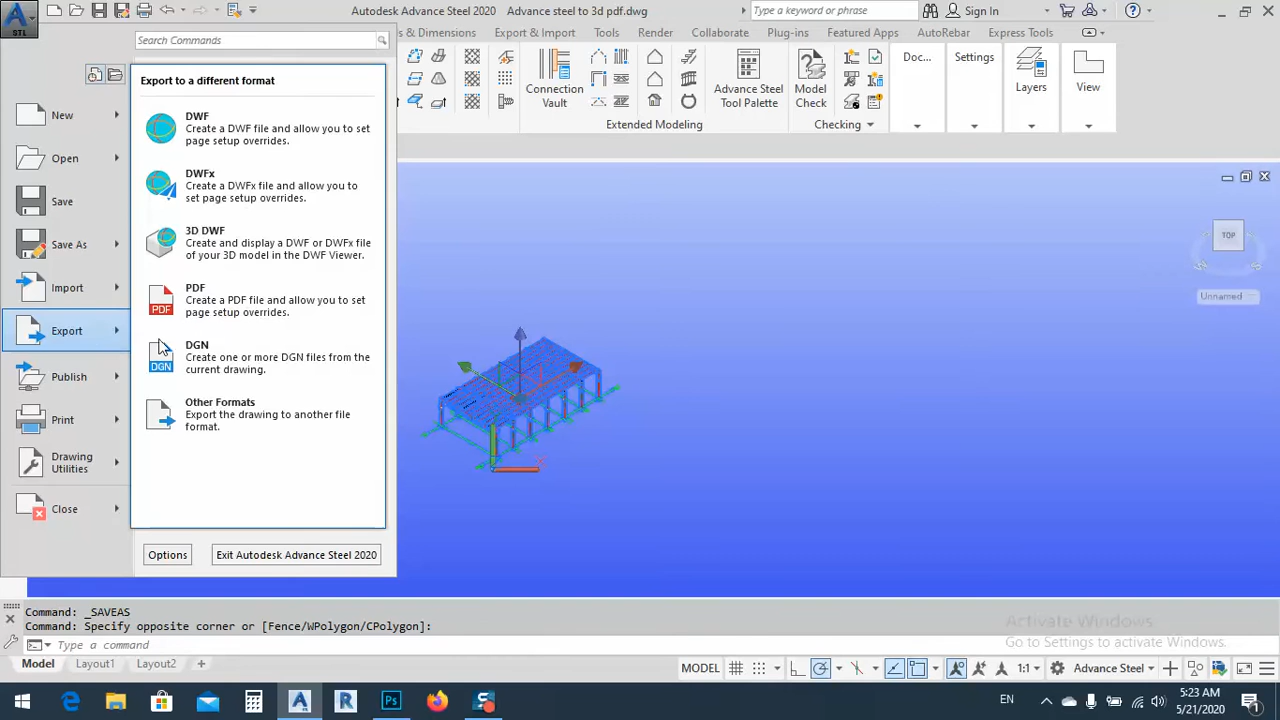 Autodesk Advance Steel 2020 Advance steel to 3d pdf.dwg
Type a keyword or phrase
Sign In
STL
Search Commands
& Dimensions
Export & Import
Tools
Render
Collaborate
Plug-ins
Featured Apps
AutoRebar
Express Tools
Connection
Vault
Advance Steel
Tool Palette
Extended Modeling
Model
Check
Checking
Doc...
Settings
Layers
View
New
Open
Save
Save As
Import
Export
Publish
Print
Drawing
Utilities
Close
Export to a different format
DWF
Create a DWF file and allow you to set
page setup overrides.
DWFx
Create a DWFx file and allow you to
set page setup overrides.
3D DWF
Create and display a DWF or DWFx file
of your 3D model in the DWF Viewer.
PDF
PDF
Create a PDF file and allow you to set
page setup overrides.
DGN
DGN
Create one or more DGN files from the
current drawing.
Other Formats
Export the drawing to another file
format.
Options
Exit Autodesk Advance Steel 2020
TOP
Unnamed
Command: _SAVEAS
Command: Specify opposite corner or [Fence/WPolygon/CPolygon]:
Type a command
Activate Windows
Go to Settings to activate Windows.
Model
Layout1
Layout2
+
MODEL
1:1
Advance Steel
EN
5:23 AM
5/21/2020
1